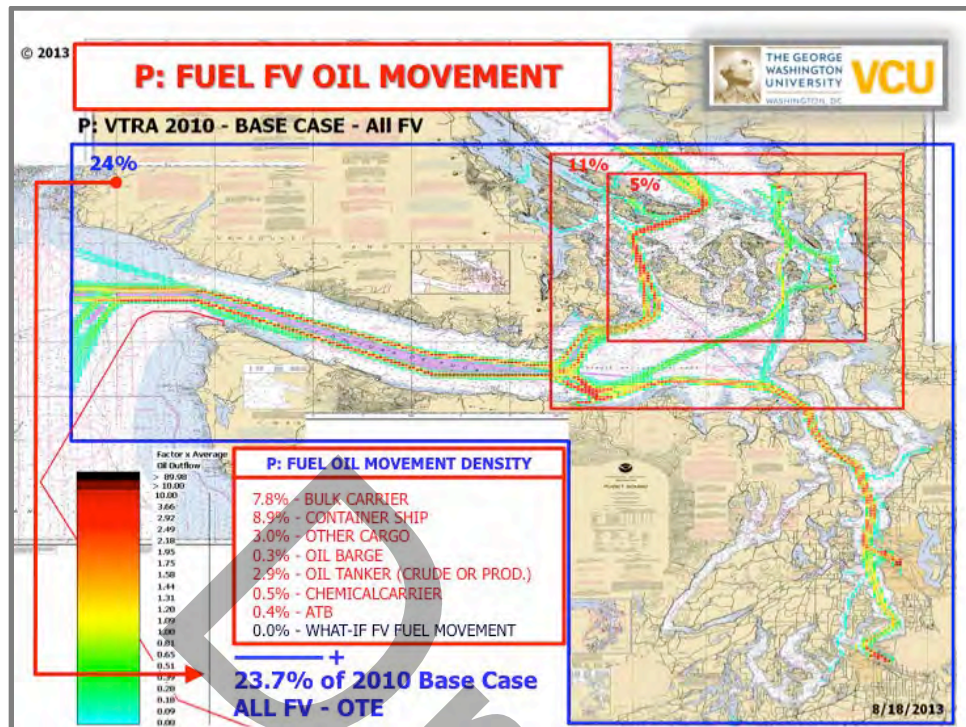 © 2013
P: FUEL FV OIL MOVEMENT
THE GEORGE
WASHINGTON
UNIVERSITY
WASHINGTON, DC
VCU
P: VTRA 2010 - BASE CASE - All FV
24%
11%
5%
Factor x Average
Oil Outflow
> 89.98
> 10.00
10.00
3.66
2.92
2.49
2.18
1.95
1.75
1.58
1.44
1.31
1.20
1.09
1.00
0.81
0.65
0.51
0.39
0.28
0.18
0.09
0.00
P: FUEL OIL MOVEMENT DENSITY
7.8% - BULK CARRIER
8.9% - CONTAINER SHIP
3.0% - OTHER CARGO
0.3% - OIL BARGE
2.9% - OIL TANKER (CRUDE OR PROD.)
0.5% - CHEMICALCARRIER
0.4% - ATB
0.0% - WHAT-IF FV FUEL MOVEMENT
+
23.7% of 2010 Base Case
ALL FV - OTE
8/18/2013